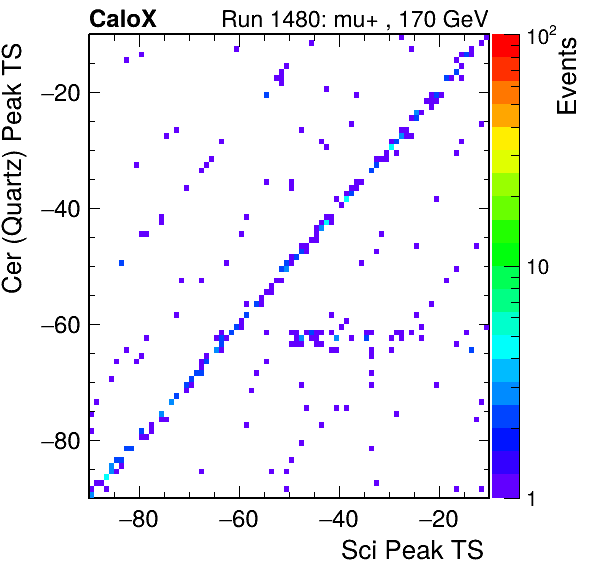 CaloX Run 1480: mu+ , 170 GeV
Cer (Quartz) Peak TS
−20
−40
−60
−80
−80 −60 −40 −20
Sci Peak TS
10²
10
1
Events